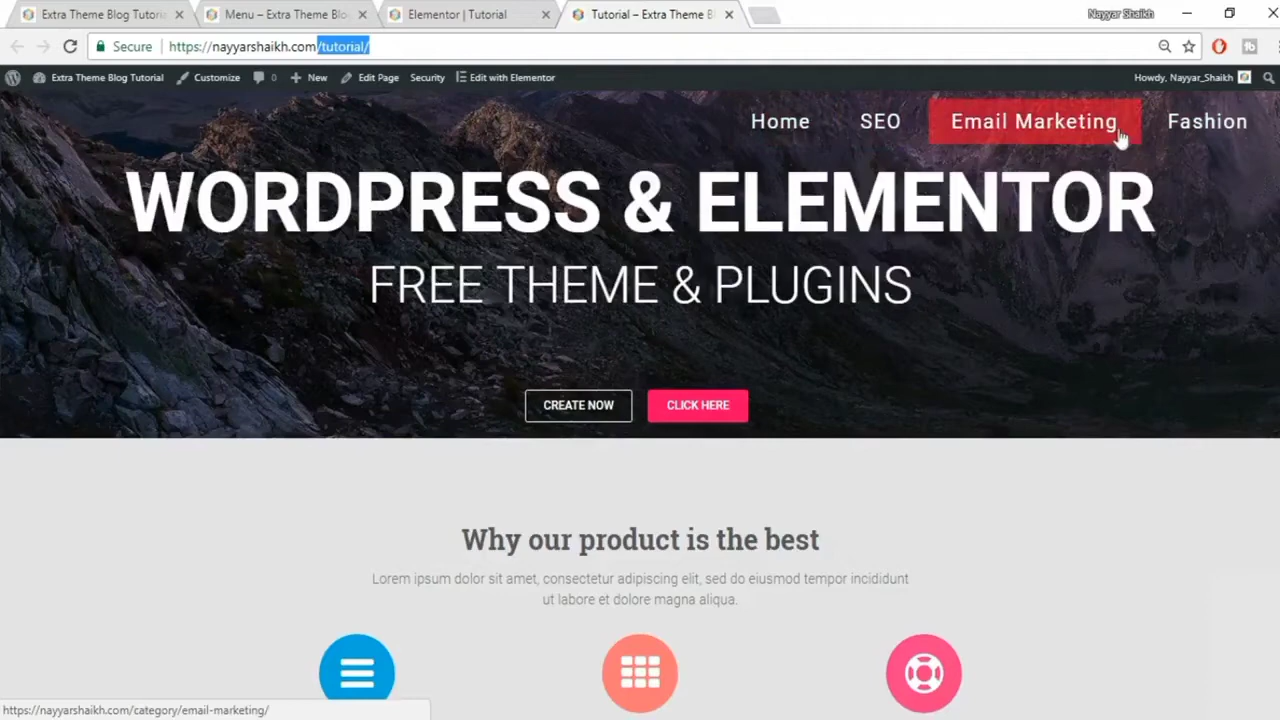 Extra Theme Blog Tutori
Menu – Extra Theme Blo
Elementor | Tutorial
Tutorial – Extra Theme B
Nayyar Shaikh
Secure
https://nayyarshaikh.com/tutorial/
Extra Theme Blog Tutorial
Customize
0
New
Edit Page
Security
Edit with Elementor
Howdy, Nayyar_Shaikh
Home
SEO
Email Marketing
Fashion
WORDPRESS & ELEMENTOR
FREE THEME & PLUGINS
CREATE NOW
CLICK HERE
Why our product is the best
Lorem ipsum dolor sit amet, consectetur adipiscing elit, sed do eiusmod tempor incididunt
ut labore et dolore magna aliqua.
https://nayyarshaikh.com/category/email-marketing/